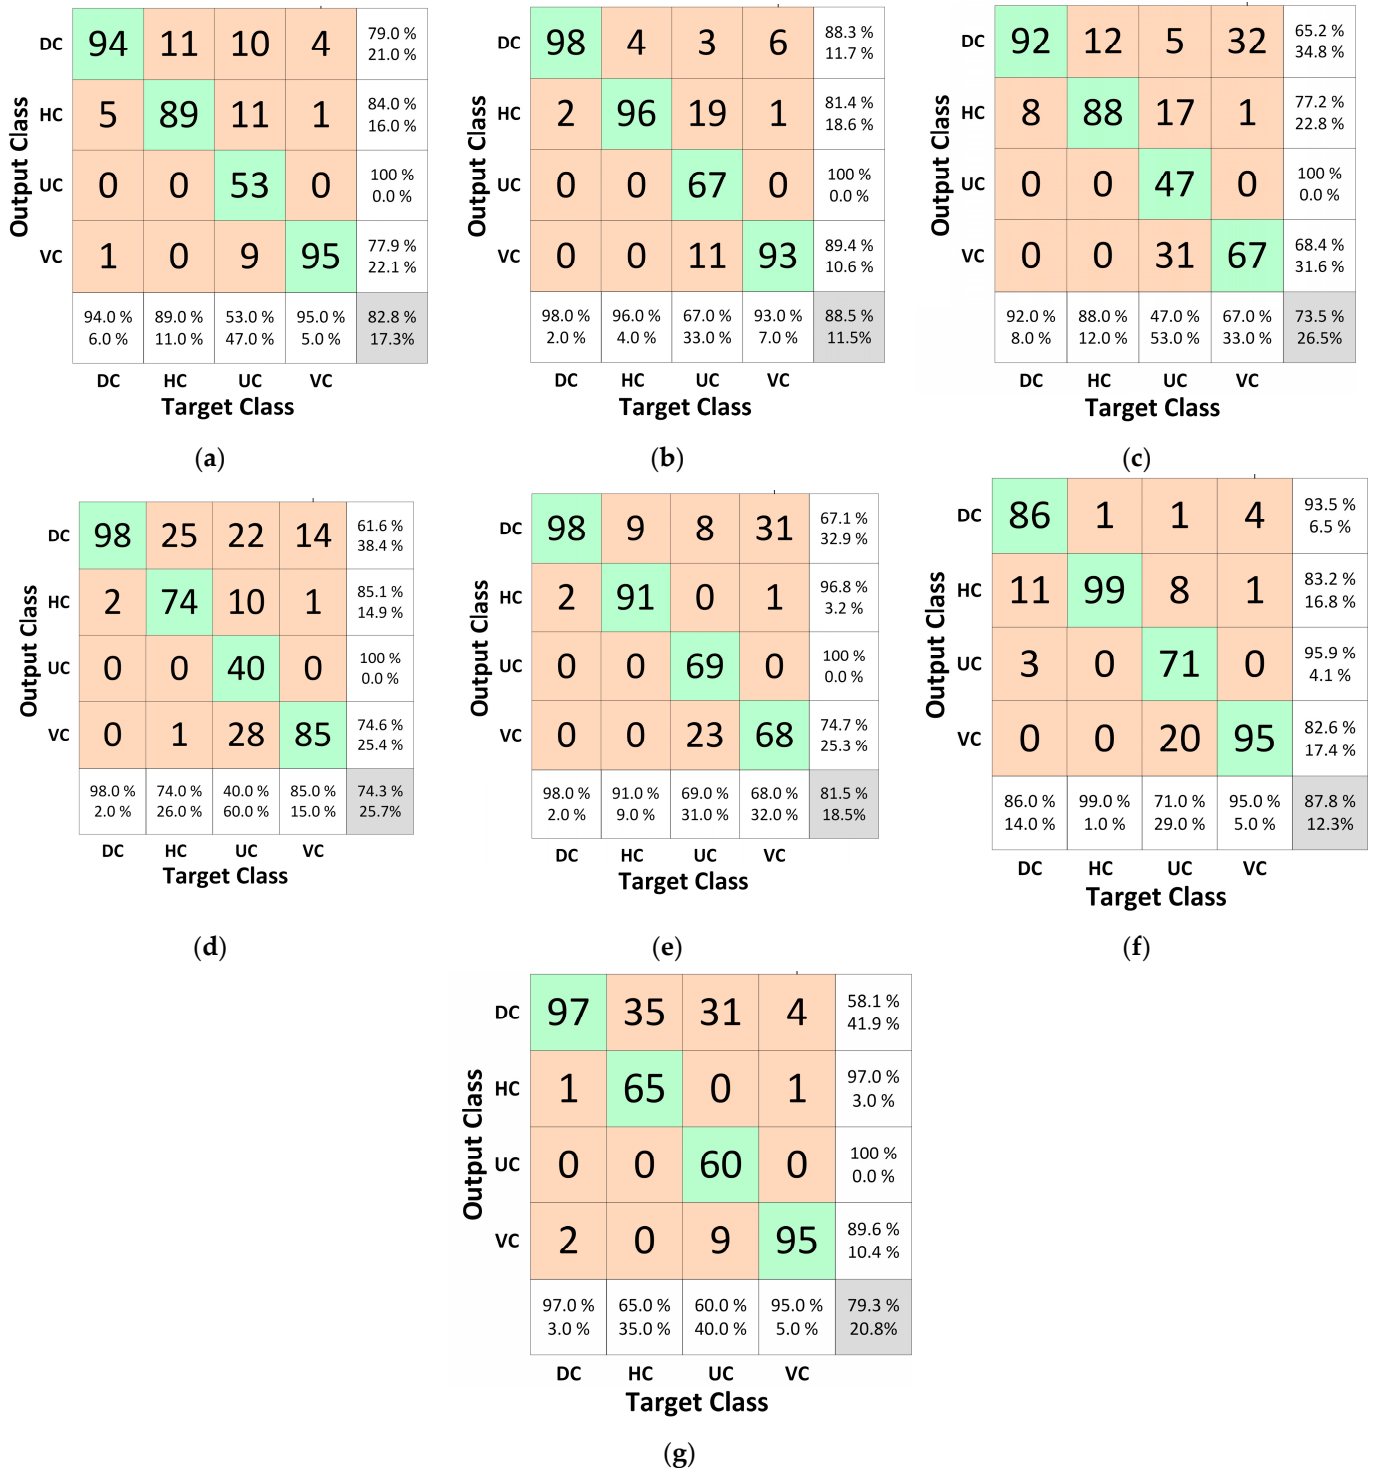 DC 94 11 10 4 79.0 % 21.0 %
HC 5 89 11 1 84.0 % 16.0 %
UC 0 0 53 0 100 % 0.0 %
VC 1 0 9 95 77.9 % 22.1 %
94.0 % 89.0 % 53.0 % 95.0 % 82.8 %
6.0 % 11.0 % 47.0 % 5.0 % 17.3%
DC HC UC VC
Output Class
Target Class
(a)
DC 98 4 3 6 88.3 % 11.7 %
HC 2 96 19 1 81.4 % 18.6 %
UC 0 0 67 0 100 % 0.0 %
VC 0 0 11 93 89.4 % 10.6 %
98.0 % 96.0 % 67.0 % 93.0 % 88.5 %
2.0 % 4.0 % 33.0 % 7.0 % 11.5%
DC HC UC VC
Output Class
Target Class
(b)
DC 92 12 5 32 65.2 % 34.8 %
HC 8 88 17 1 77.2 % 22.8 %
UC 0 0 47 0 100 % 0.0 %
VC 0 0 31 67 68.4 % 31.6 %
92.0 % 88.0 % 47.0 % 67.0 % 73.5 %
8.0 % 12.0 % 53.0 % 33.0 % 26.5%
DC HC UC VC
Output Class
Target Class
(c)
DC 98 25 22 14 61.6 % 38.4 %
HC 2 74 10 1 85.1 % 14.9 %
UC 0 0 40 0 100 % 0.0 %
VC 0 1 28 85 74.6 % 25.4 %
98.0 % 74.0 % 40.0 % 85.0 % 74.3 %
2.0 % 26.0 % 60.0 % 15.0 % 25.7%
DC HC UC VC
Output Class
Target Class
(d)
DC 98 9 8 31 67.1 % 32.9 %
HC 2 91 0 1 96.8 % 3.2 %
UC 0 0 69 0 100 % 0.0 %
VC 0 0 23 68 74.7 % 25.3 %
98.0 % 91.0 % 69.0 % 68.0 % 81.5 %
2.0 % 9.0 % 31.0 % 32.0 % 18.5%
DC HC UC VC
Output Class
Target Class
(e)
DC 86 1 1 4 93.5 % 6.5 %
HC 11 99 8 1 83.2 % 16.8 %
UC 3 0 71 0 95.9 % 4.1 %
VC 0 0 20 95 82.6 % 17.4 %
86.0 % 99.0 % 71.0 % 95.0 % 87.8 %
14.0 % 1.0 % 29.0 % 5.0 % 12.3%
DC HC UC VC
Output Class
Target Class
(f)
DC 97 35 31 4 58.1 % 41.9 %
HC 1 65 0 1 97.0 % 3.0 %
UC 0 0 60 0 100 % 0.0 %
VC 2 0 9 95 89.6 % 10.4 %
97.0 % 65.0 % 60.0 % 95.0 % 79.3 %
3.0 % 35.0 % 40.0 % 5.0 % 20.8%
DC HC UC VC
Output Class
Target Class
(g)